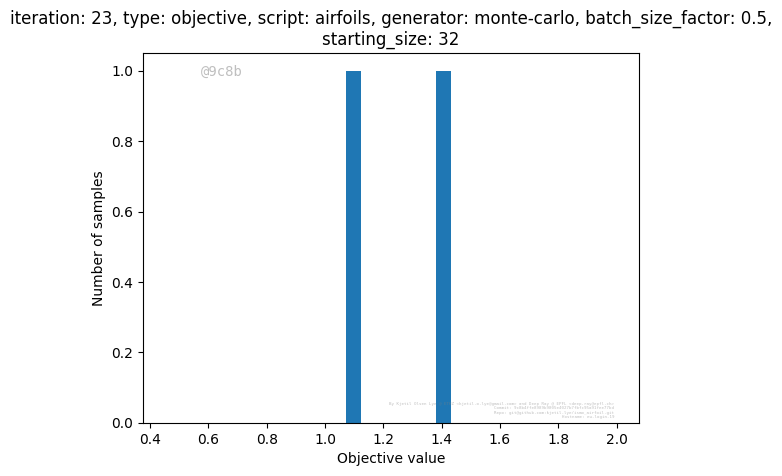 iteration: 23, type: objective, script: airfoils, generator: monte-carlo, batch_size_factor: 0.5,
starting_size: 32
@9c8b
1.0
0.8
0.6
0.4
0.2
0.0
Number of samples
0.4 0.6 0.8 1.0 1.2 1.4 1.6 1.8 2.0
Objective value